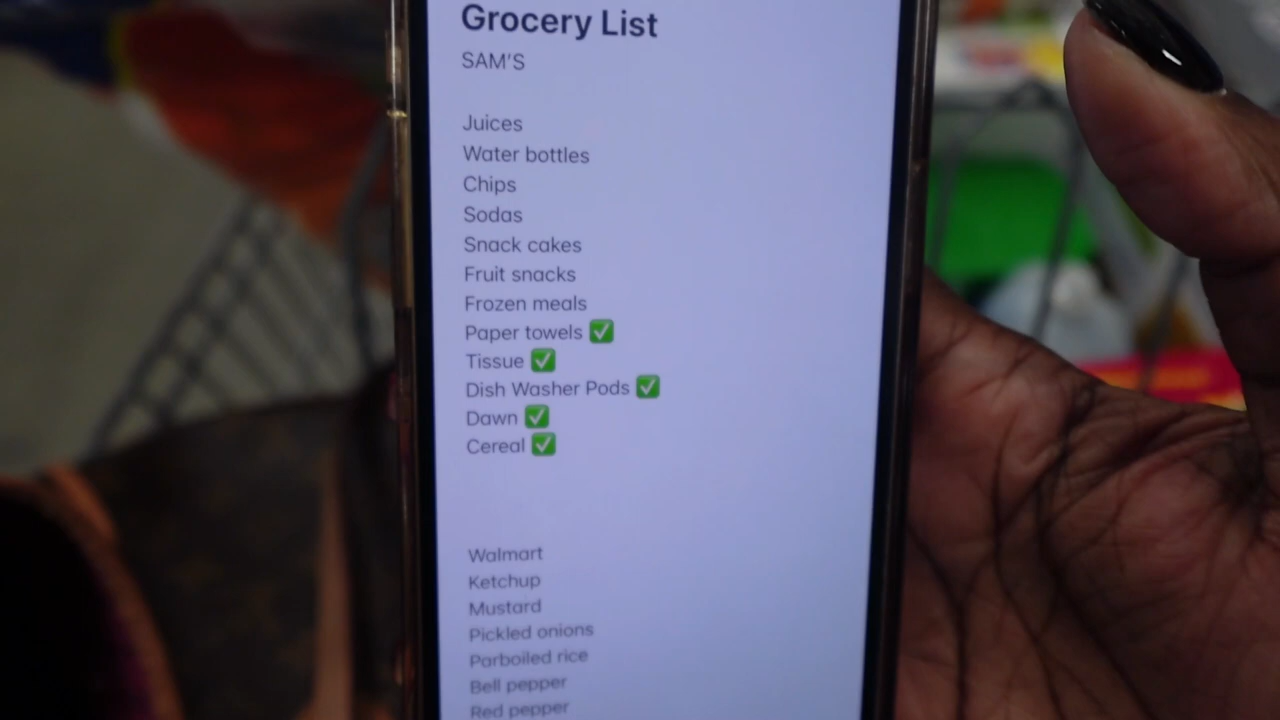 Grocery List
SAM'S
Juices
Water bottles
Chips
Sodas
Snack cakes
Fruit snacks
Frozen meals
Paper towels ✅
Tissue ✅
Dish Washer Pods ✅
Dawn ✅
Cereal ✅
Walmart
Ketchup
Mustard
Pickled onions
Parboiled rice
Bell pepper
Red pepper